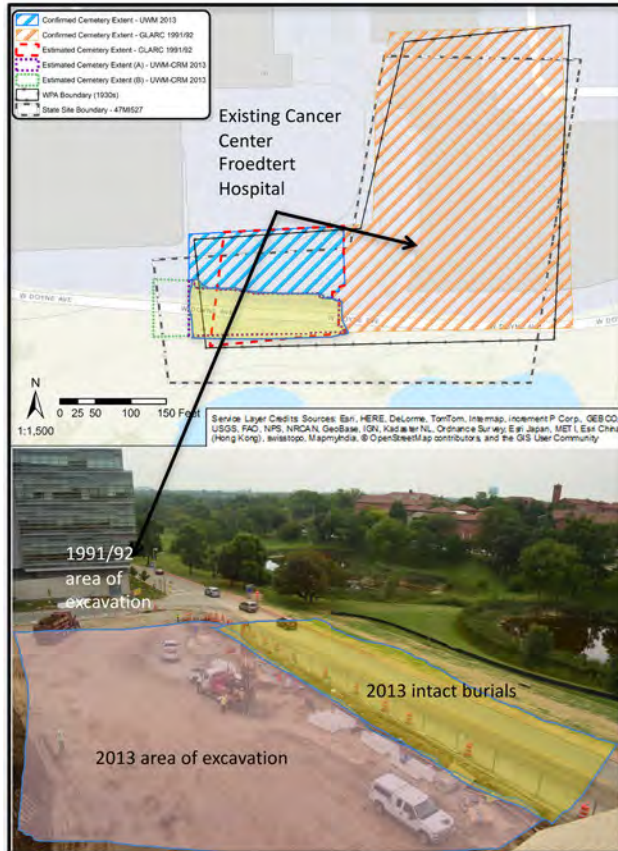 Confirmed Cemetery Extent - UWM 2013
Confirmed Cemetery Extent - GLARC 1991/92
Estimated Cemetery Extent - GLARC 1991/92
Estimated Cemetery Extent (A) - UWM-CRM 2013
Estimated Cemetery Extent (B) - UWM-CRM 2013
WPA Boundary (1930s)
State Site Boundary - 47MI527
Existing Cancer
Center
Froedtert
Hospital
W DOYNE AVE
W DOYNE AVE
W D
N
0 25 50 100 150 Feet
1:1,500
Service Layer Credits Sources: Esri, HERE, DeLorme, TomTom, Intermap, increment P Corp., GEBCO,
USGS, FAO, NPS, NRCAN, GeoBase, IGN, Kadaster NL, Ordnance Survey, Esri Japan, METI, Esri China
(Hong Kong), swisstopo, MapmyIndia, © OpenStreetMap contributors, and the GIS User Community
1991/92
area of
excavation
2013 intact burials
2013 area of excavation